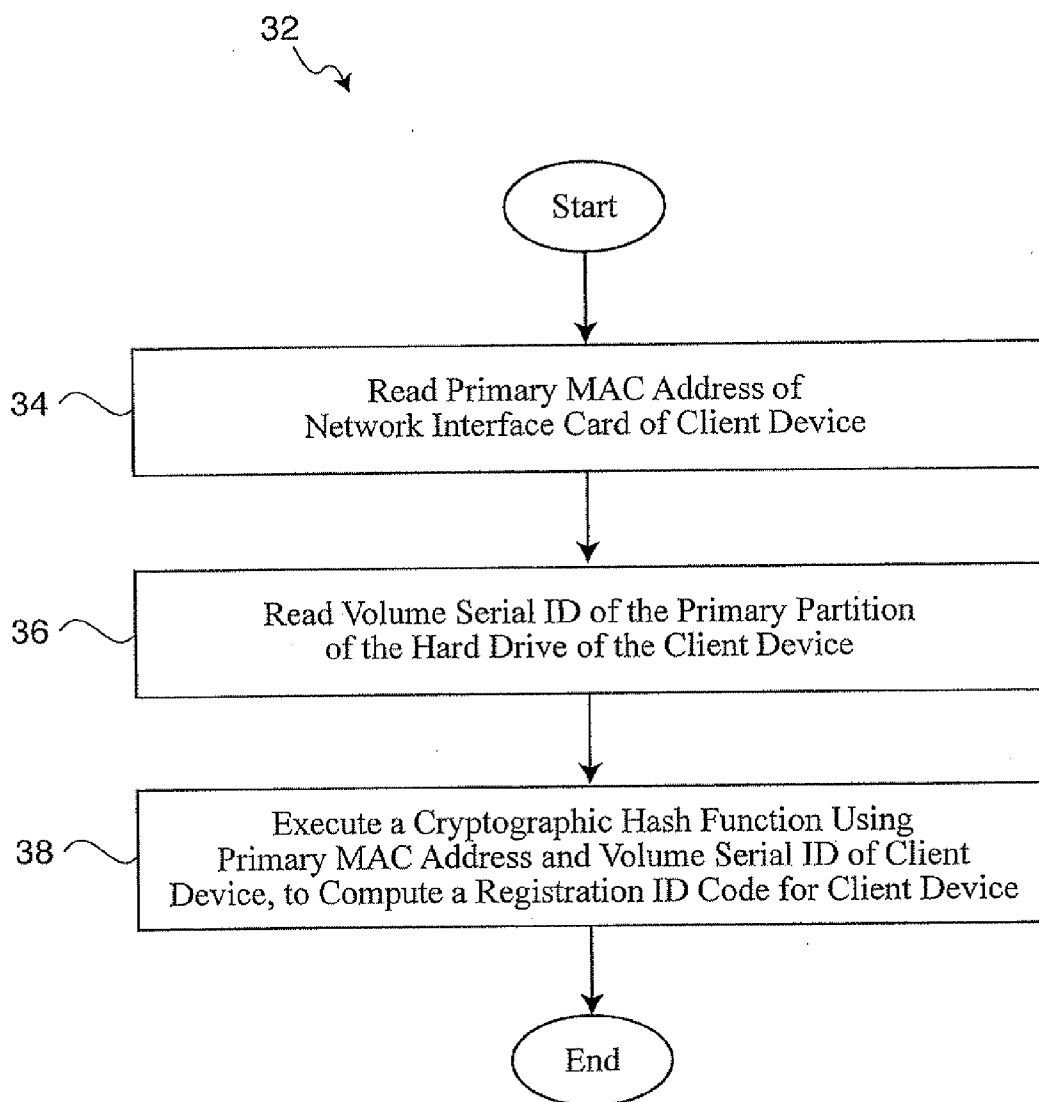 32
Start
34
Read Primary MAC Address of
Network Interface Card of Client Device
36
Read Volume Serial ID of the Primary Partition
of the Hard Drive of the Client Device
38
Execute a Cryptographic Hash Function Using
Primary MAC Address and Volume Serial ID of Client
Device, to Compute a Registration ID Code for Client Device
End